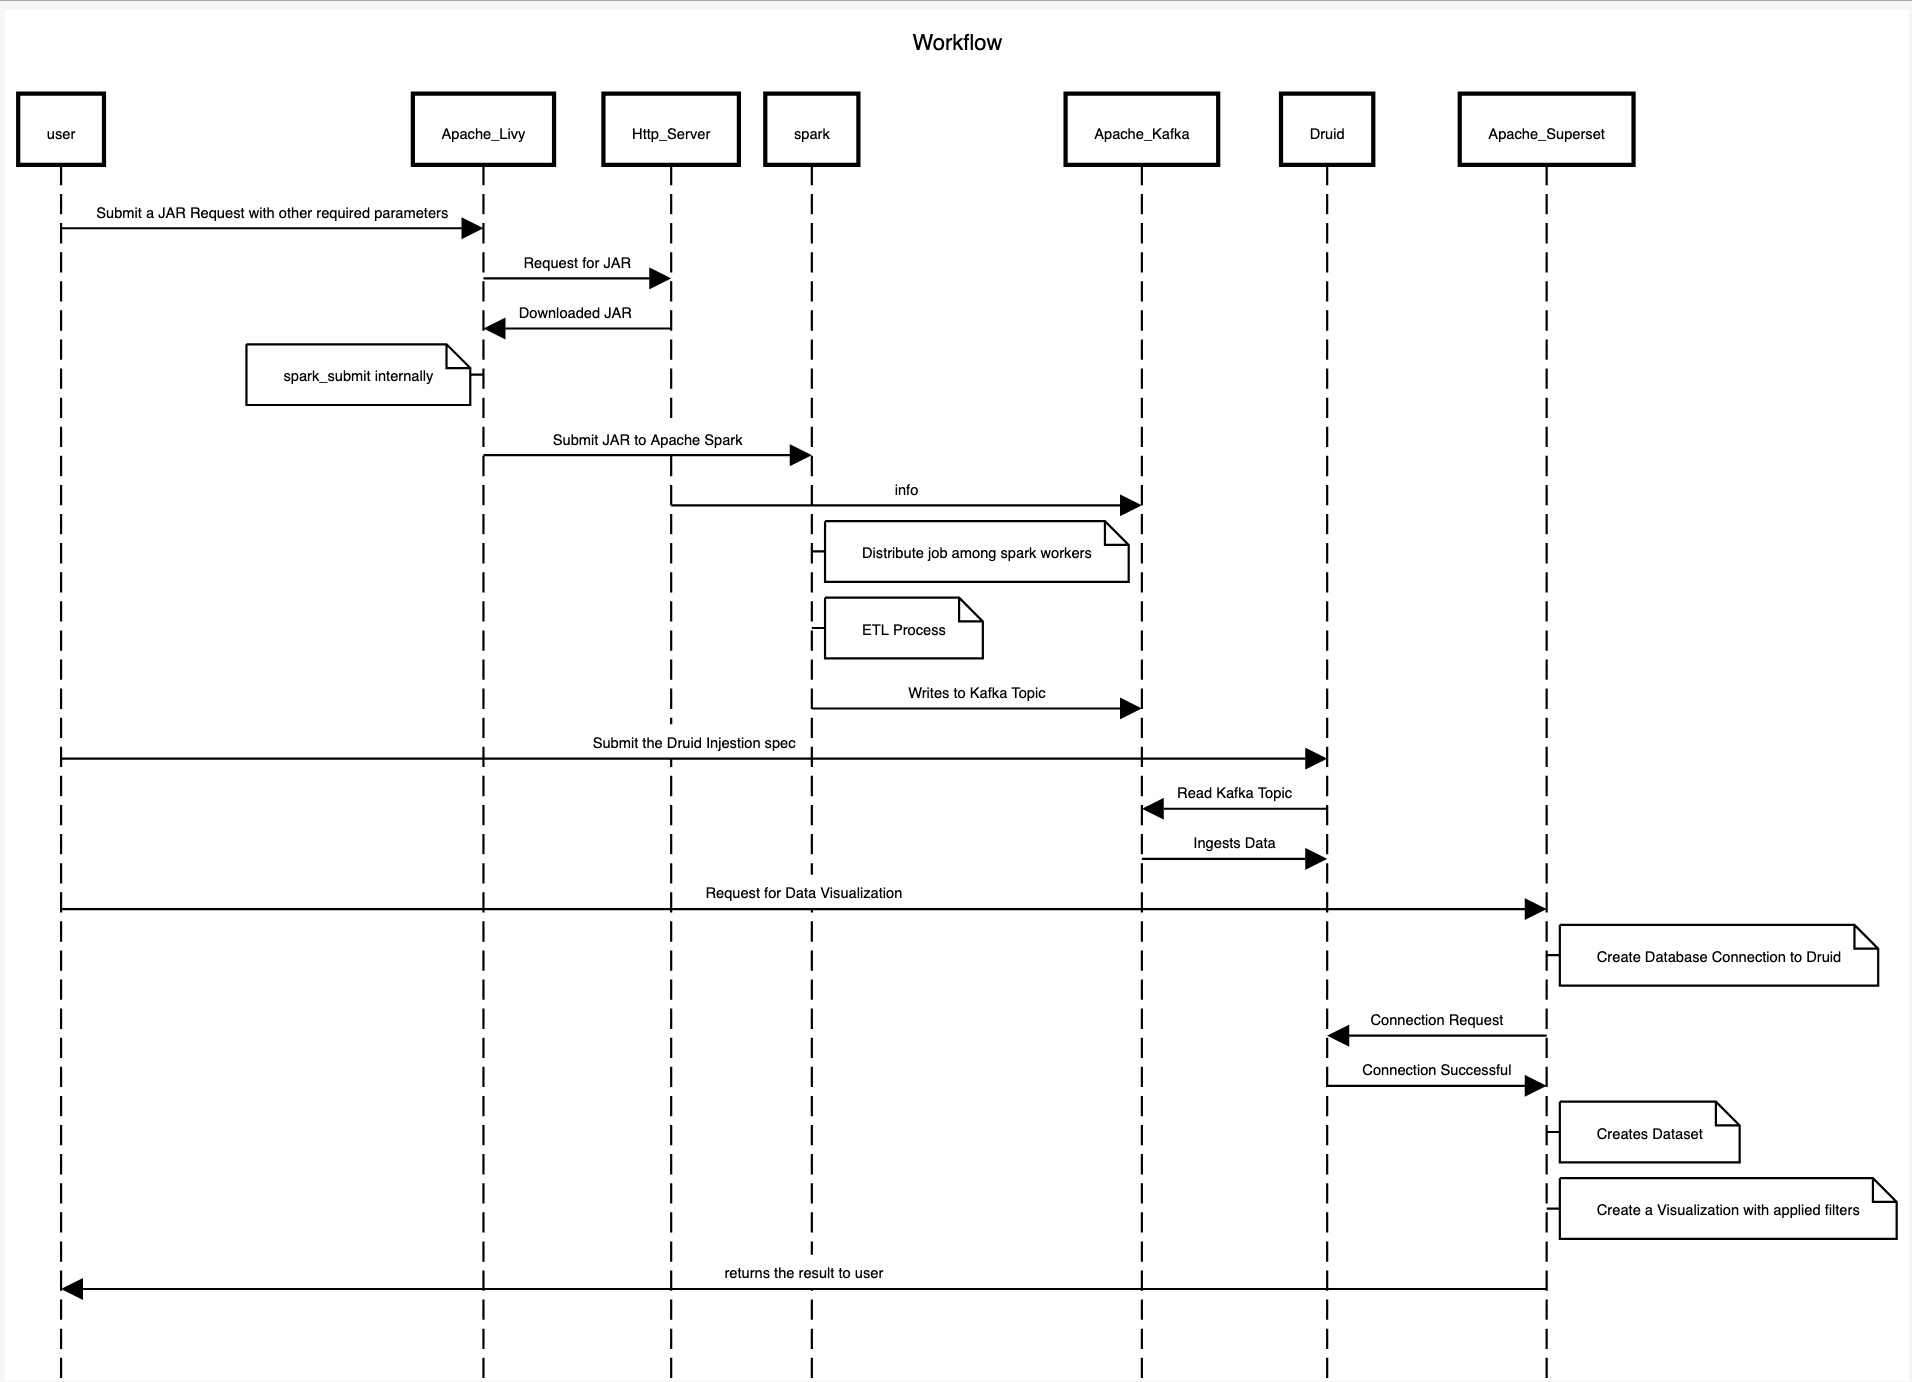 Workflow
user
Apache_Livy
Http_Server
spark
Apache_Kafka
Druid
Apache_Superset
Submit a JAR Request with other required parameters
Request for JAR
Downloaded JAR
spark_submit internally
Submit JAR to Apache Spark
info
Distribute job among spark workers
ETL Process
Writes to Kafka Topic
Submit the Druid Injestion spec
Read Kafka Topic
Ingests Data
Request for Data Visualization
Create Database Connection to Druid
Connection Request
Connection Successful
Creates Dataset
Create a Visualization with applied filters
returns the result to user